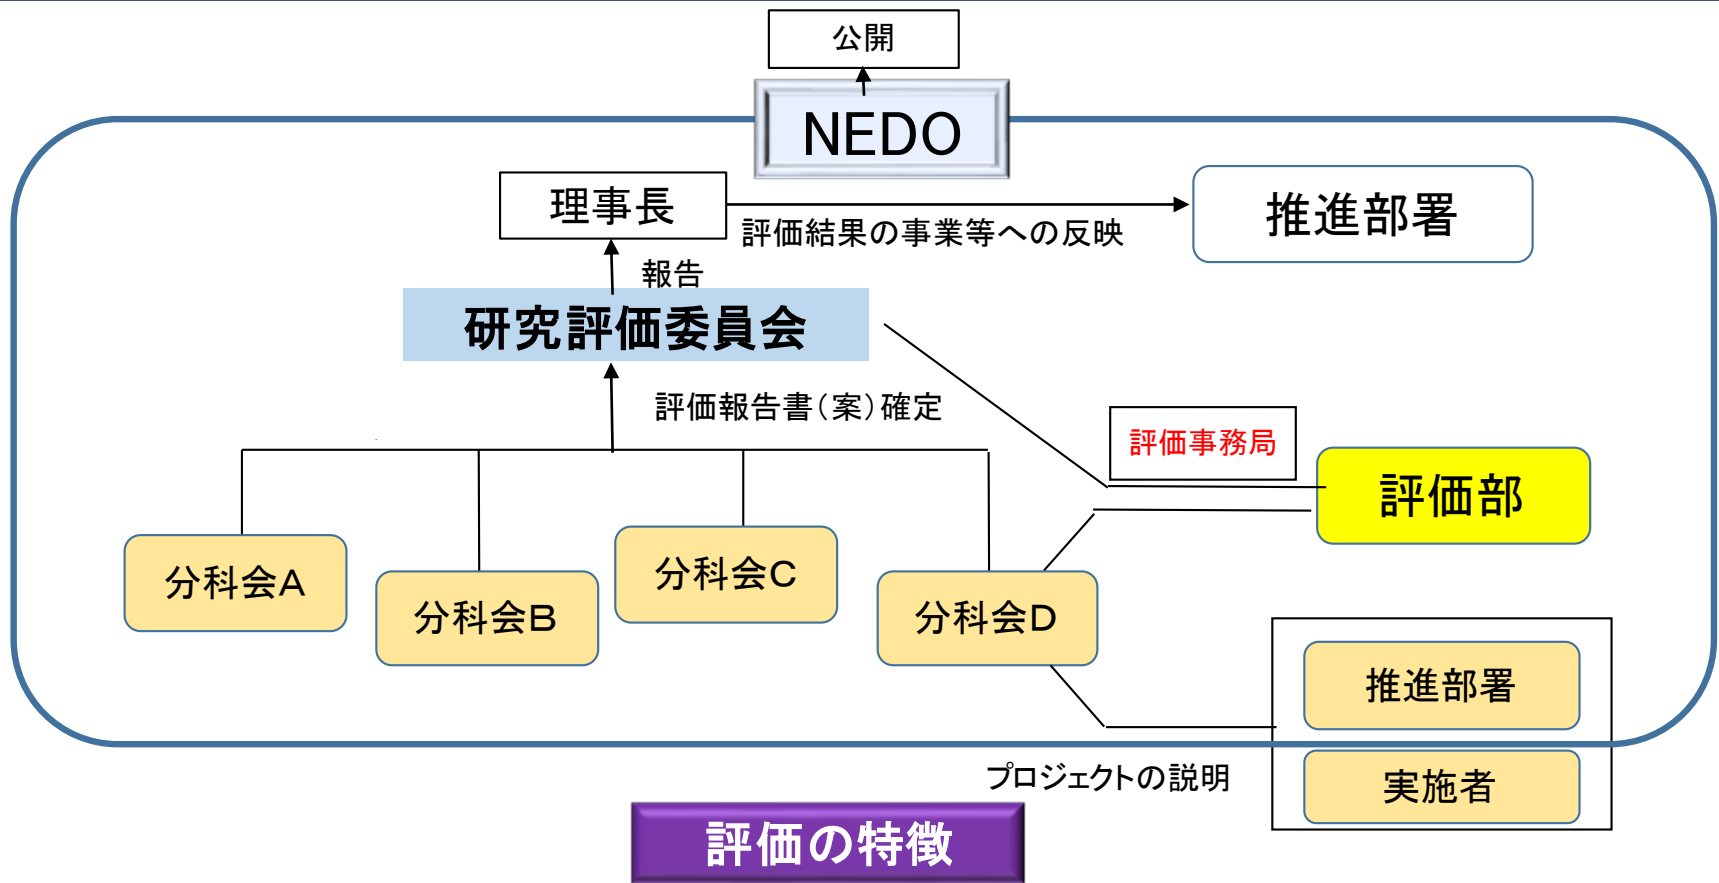 公開
NEDO
理事長
推進部署
評価結果の事業等への反映
報告
研究評価委員会
評価報告書（案）確定
評価事務局
評価部
分科会A
分科会B
分科会C
分科会D
推進部署
プロジェクトの説明
実施者
評価の特徴